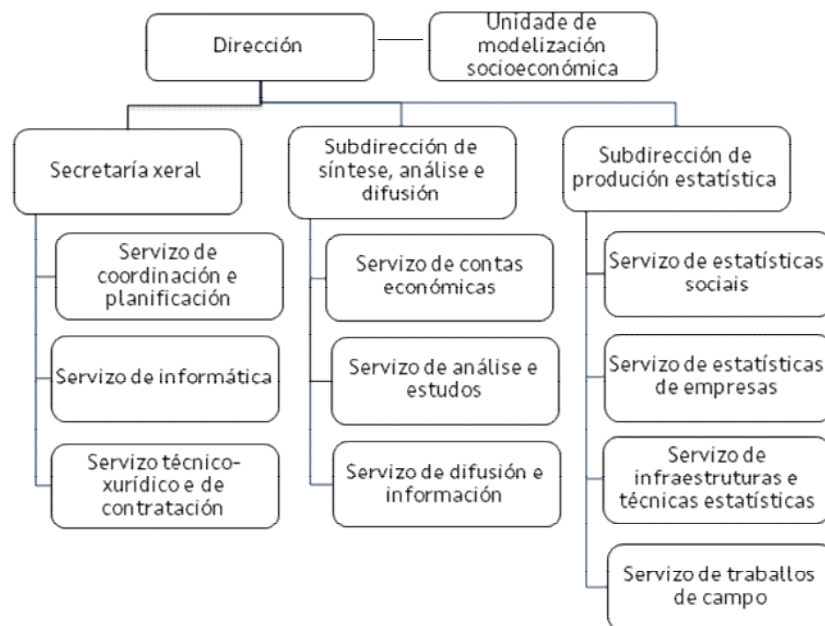 Dirección
Unidade de
modelización
socioeconómica
Secretaría xeral
Subdirección de
síntese, análise e
difusión
Subdirección de
produción estatística
Servizo de
coordinación e
planificación
Servizo de informática
Servizo técnico-
xurídico e de
contratación
Servizo de contas
económicas
Servizo de análise e
estudos
Servizo de difusión e
información
Servizo de estatísticas
sociais
Servizo de estatísticas
de empresas
Servizo de
infraestruturas e
técnicas estatísticas
Servizo de traballos
de campo